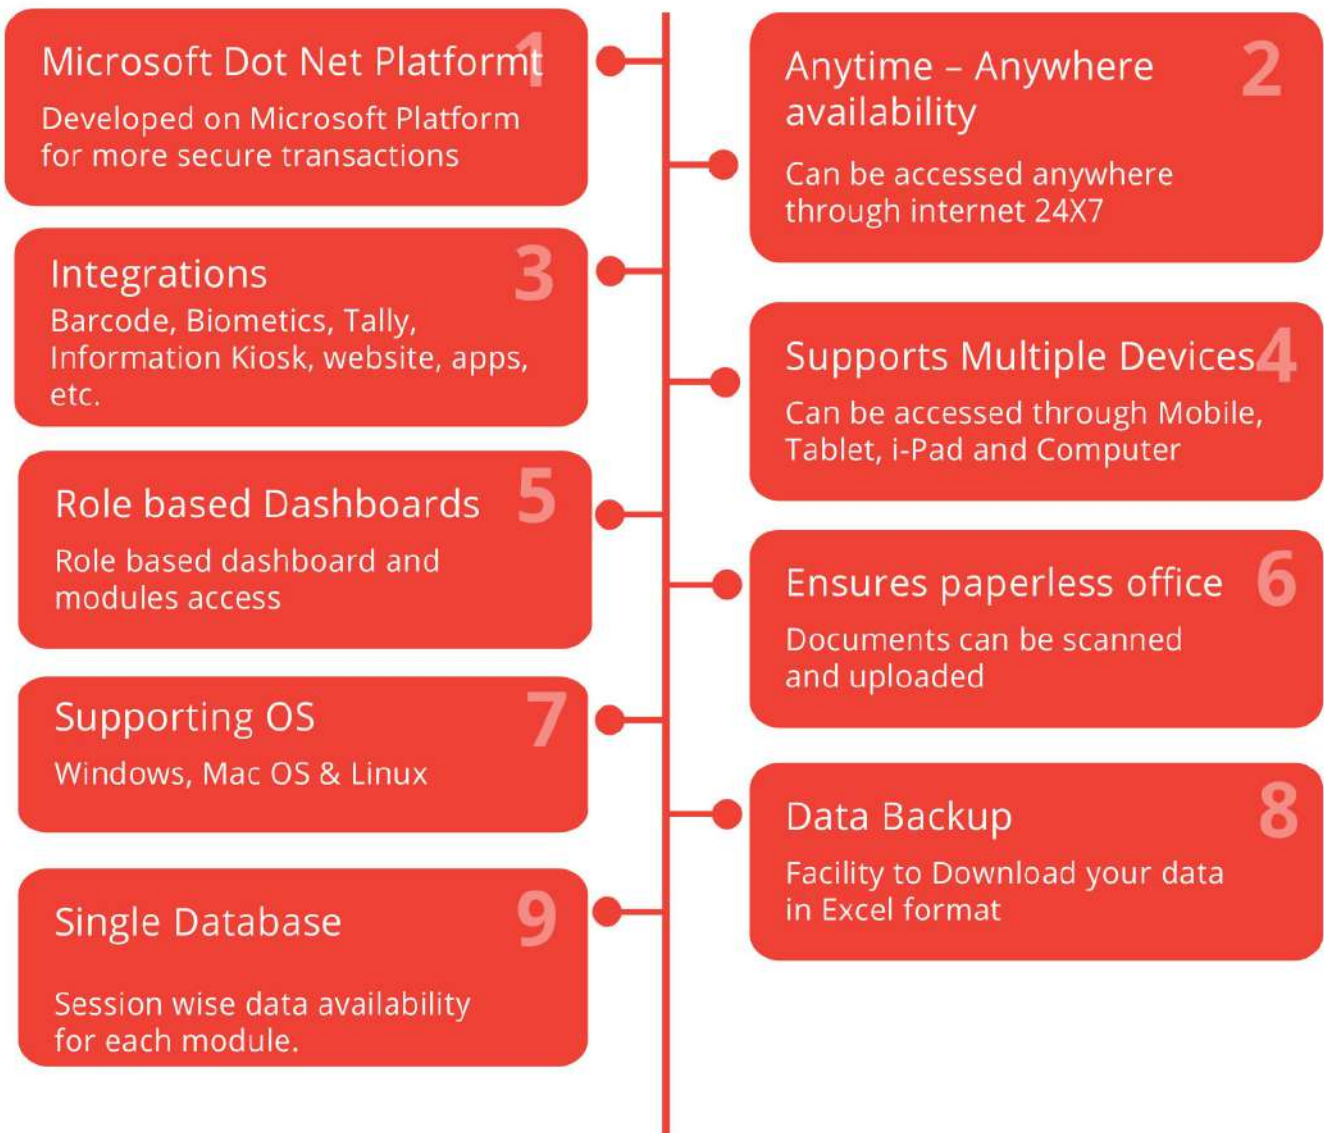 1
Microsoft Dot Net Platformt
Developed on Microsoft Platform
for more secure transactions
2
Anytime – Anywhere
availability
Can be accessed anywhere
through internet 24X7
3
Integrations
Barcode, Biometics, Tally,
Information Kiosk, website, apps,
etc.
4
Supports Multiple Devices
Can be accessed through Mobile,
Tablet, i-Pad and Computer
5
Role based Dashboards
Role based dashboard and
modules access
6
Ensures paperless office
Documents can be scanned
and uploaded
7
Supporting OS
Windows, Mac OS & Linux
8
Data Backup
Facility to Download your data
in Excel format
9
Single Database
Session wise data availability
for each module.